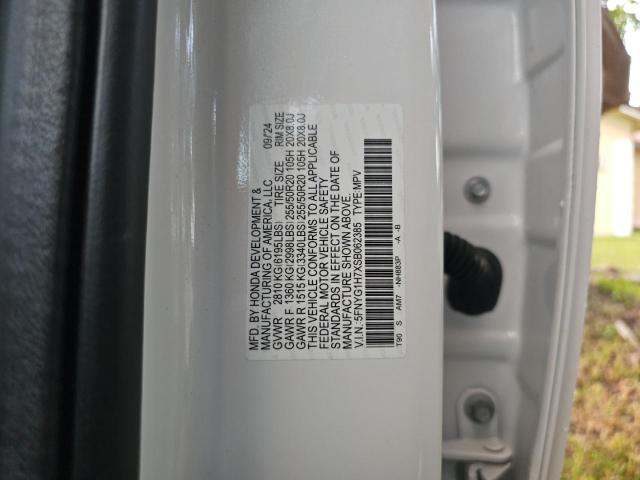 MFD. BY HONDA DEVELOPMENT &
MANUFACTURING OF AMERICA, LLC 09/'24
GVWR 2810 KG(6195LBS) TIRE SIZE RIM SIZE
GAWR F 1360 KG(2998LBS) 255/50R20 105H 20X8.0J
GAWR R 1515 KG(3340LBS) 255/50R20 105H 20X8.0J
THIS VEHICLE CONFORMS TO ALL APPLICABLE
FEDERAL MOTOR VEHICLE SAFETY
STANDARDS IN EFFECT ON THE DATE OF
MANUFACTURE SHOWN ABOVE.
V.I.N.:5FNYG1H7XSB062385 TYPE:MPV
T90 S AM7 -NH883P -A -B